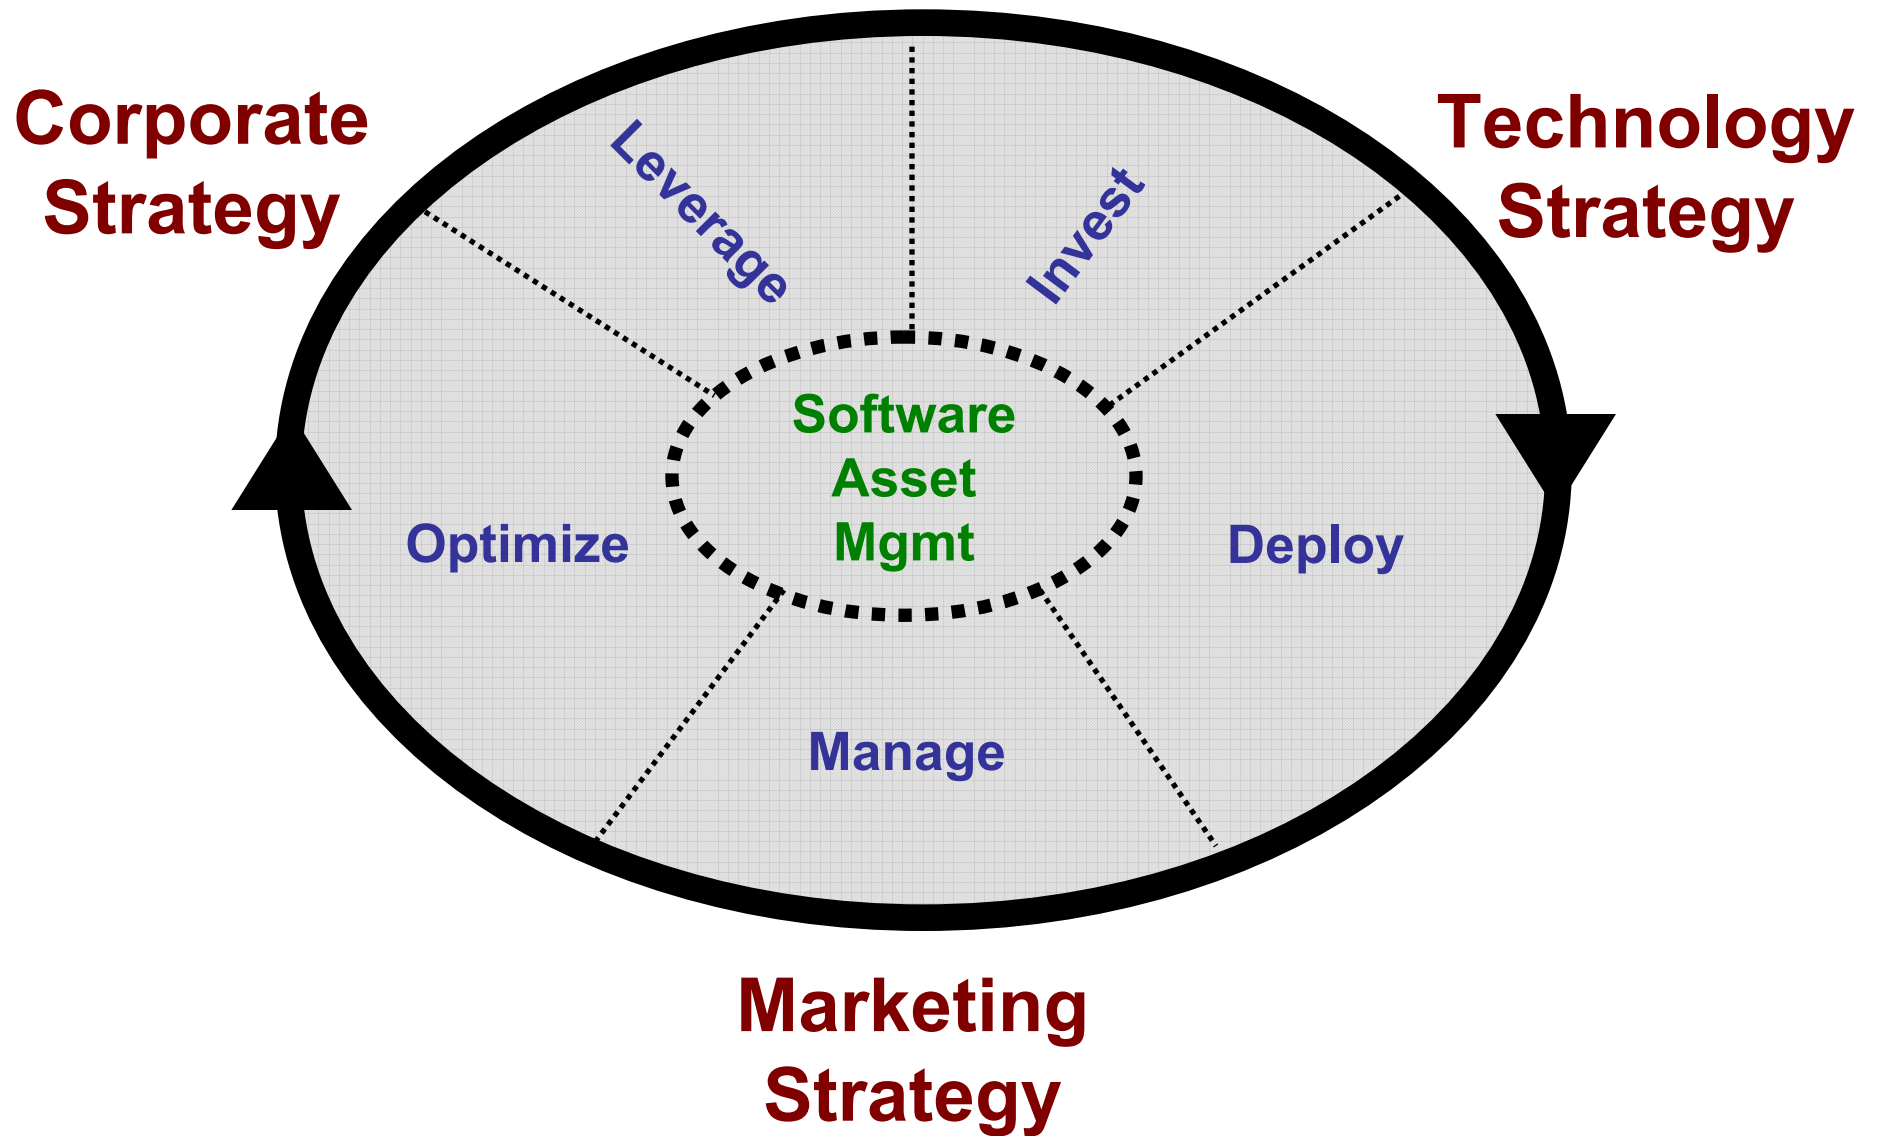 Corporate
Strategy
Technology
Strategy
Leverage
Invest
Software
Asset
Mgmt
Optimize
Deploy
Manage
Marketing
Strategy